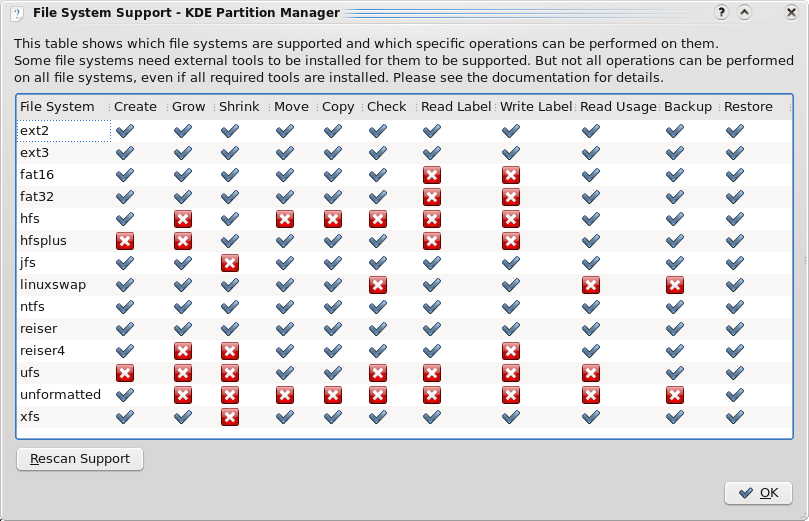 File System Support - KDE Partition Manager
This table shows which file systems are supported and which specific operations can be performed on them.
Some file systems need external tools to be installed for them to be supported. But not all operations can be performed
on all file systems, even if all required tools are installed. Please see the documentation for details.
File System Create Grow Shrink Move Copy Check Read Label Write Label Read Usage Backup Restore
ext2
ext3
fat16
fat32
hfs
hfsplus
jfs
linuxswap
ntfs
reiser
reiser4
ufs
unformatted
xfs
Rescan Support
OK